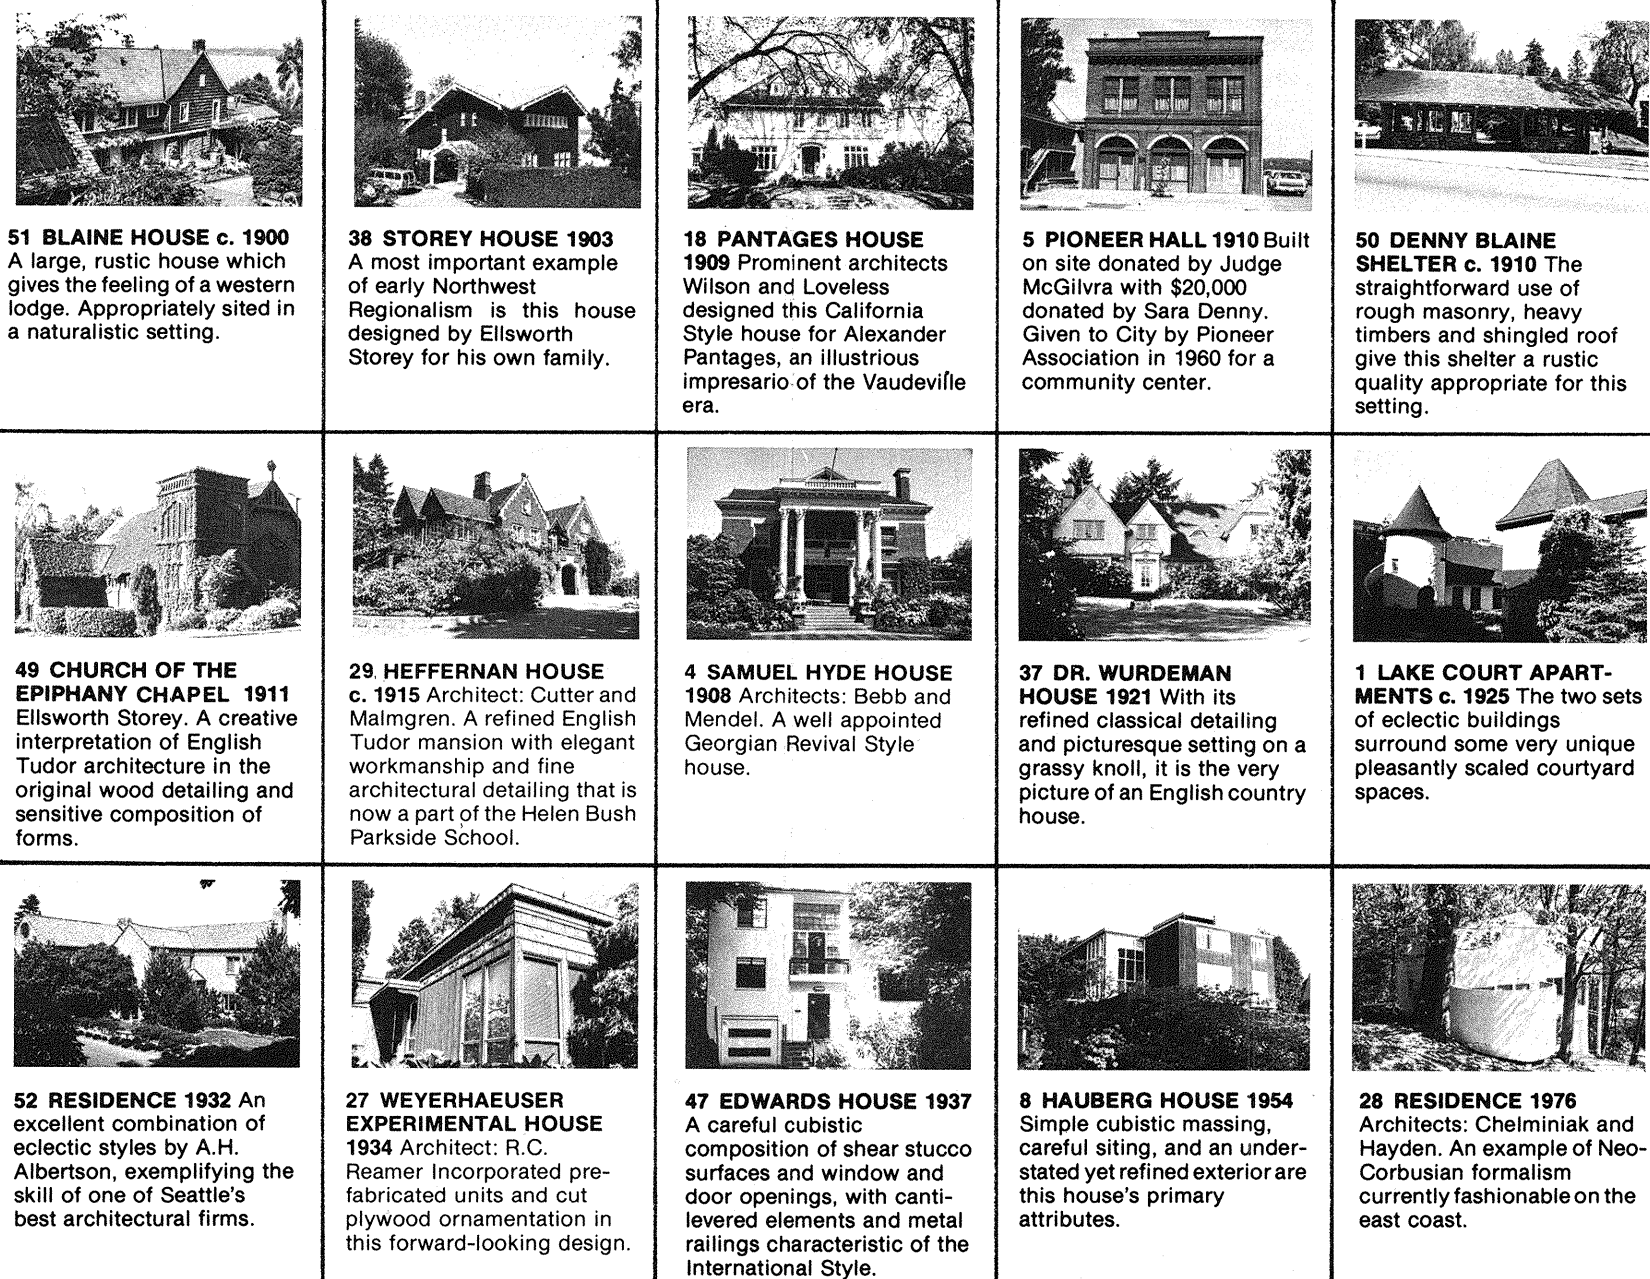 51 BLAINE HOUSE c. 1900
A large, rustic house which
gives the feeling of a western
lodge. Appropriately sited in
a naturalistic setting.
38 STOREY HOUSE 1903
A most important example
of early Northwest
Regionalism is this house
designed by Ellsworth
Storey for his own family.
18 PANTAGES HOUSE
1909 Prominent architects
Wilson and Loveless
designed this California
Style house for Alexander
Pantages, an illustrious
impresario of the Vaudeville
era.
5 PIONEER HALL 1910 Built
on site donated by Judge
McGilvra with $20,000
donated by Sara Denny.
Given to City by Pioneer
Association in 1960 for a
community center.
50 DENNY BLAINE
SHELTER c. 1910 The
straightforward use of
rough masonry, heavy
timbers and shingled roof
give this shelter a rustic
quality appropriate for this
setting.
49 CHURCH OF THE
EPIPHANY CHAPEL 1911
Ellsworth Storey. A creative
interpretation of English
Tudor architecture in the
original wood detailing and
sensitive composition of
forms.
29 HEFFERNAN HOUSE
c. 1915 Architect: Cutter and
Malmgren. A refined English
Tudor mansion with elegant
workmanship and fine
architectural detailing that is
now a part of the Helen Bush
Parkside School.
4 SAMUEL HYDE HOUSE
1908 Architects: Bebb and
Mendel. A well appointed
Georgian Revival Style
house.
37 DR. WURDEMAN
HOUSE 1921 With its
refined classical detailing
and picturesque setting on a
grassy knoll, it is the very
picture of an English country
house.
1 LAKE COURT APART-
MENTS c. 1925 The two sets
of eclectic buildings
surround some very unique
pleasantly scaled courtyard
spaces.
52 RESIDENCE 1932 An
excellent combination of
eclectic styles by A.H.
Albertson, exemplifying the
skill of one of Seattle's
best architectural firms.
27 WEYERHAEUSER
EXPERIMENTAL HOUSE
1934 Architect: R.C.
Reamer Incorporated pre-
fabricated units and cut
plywood ornamentation in
this forward-looking design.
47 EDWARDS HOUSE 1937
A careful cubistic
composition of shear stucco
surfaces and window and
door openings, with canti-
levered elements and metal
railings characteristic of the
International Style.
8 HAUBERG HOUSE 1954
Simple cubistic massing,
careful siting, and an under-
stated yet refined exterior are
this house's primary
attributes.
28 RESIDENCE 1976
Architects: Chelminiak and
Hayden. An example of Neo-
Corbusian formalism
currently fashionable on the
east coast.